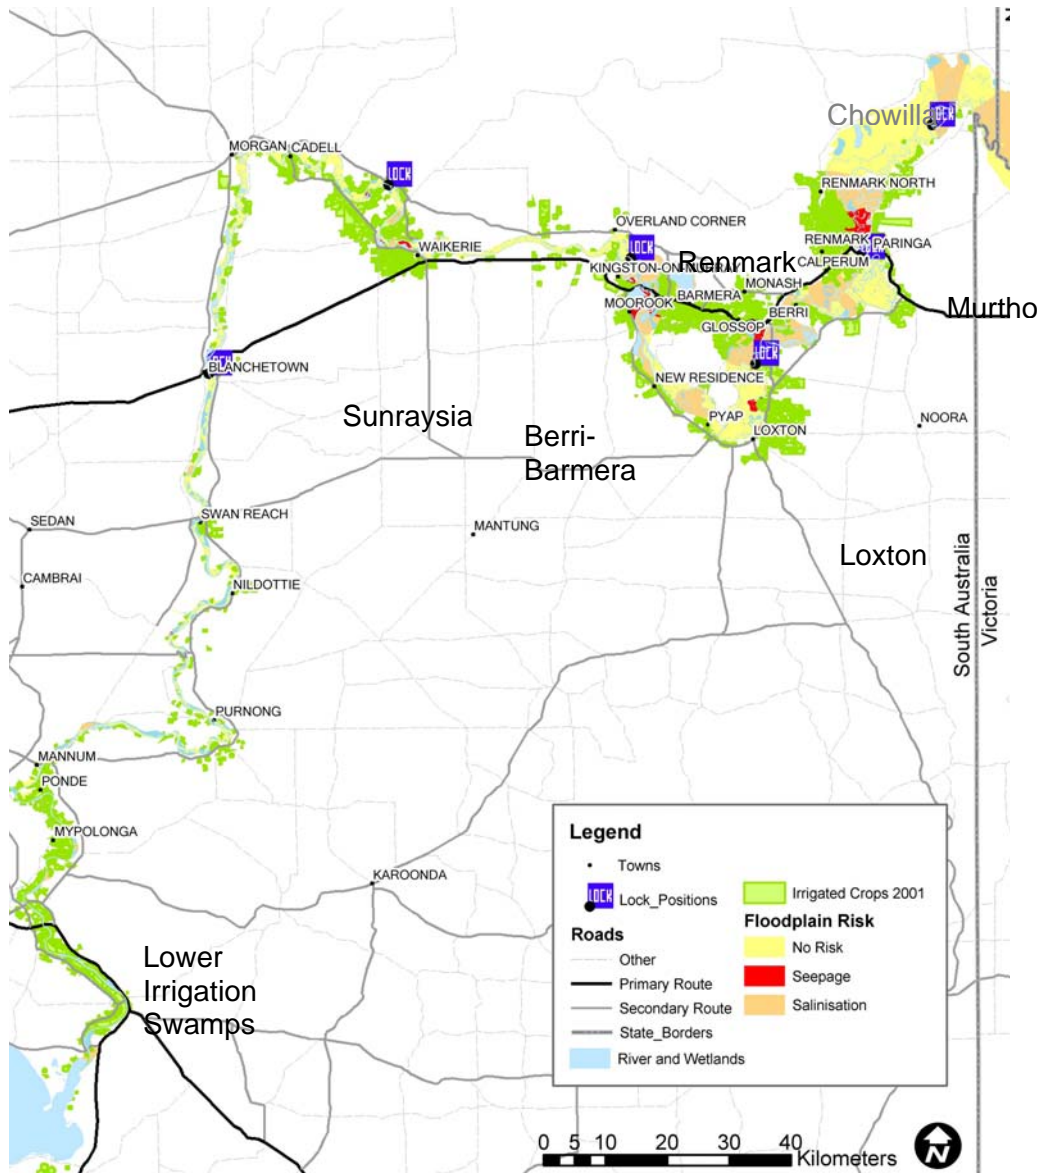 Chowilla
LOCK
MORGAN
CADELL
LOCK
RENMARK NORTH
OVERLAND CORNER
WAIKERIE
LOCK
RENMARK
PARINGA
LOCK
Renmark
CALPERUM
KINGSTON-ON-MURRAY
MONASH
BARMERA
MOOROOK
BERRI
Murtho
GLOSSOP
LOCK
LOCK
BLANCHETOWN
NEW RESIDENCE
Sunraysia
PYAP
NOORA
Berri-
Barmera
LOXTON
SWAN REACH
SEDAN
MANTUNG
Loxton
CAMBRAI
NILDOTTIE
South Australia
Victoria
PURNONG
MANNUM
PONDE
MYPOLONGA
KAROONDA
Lower
Irrigation
Swamps
Legend
Towns
LOCK Lock_Positions
Roads
Other
Primary Route
Secondary Route
State_Borders
River and Wetlands
Irrigated Crops 2001
Floodplain Risk
No Risk
Seepage
Salinisation
0 5 10 20 30 40
Kilometers
N